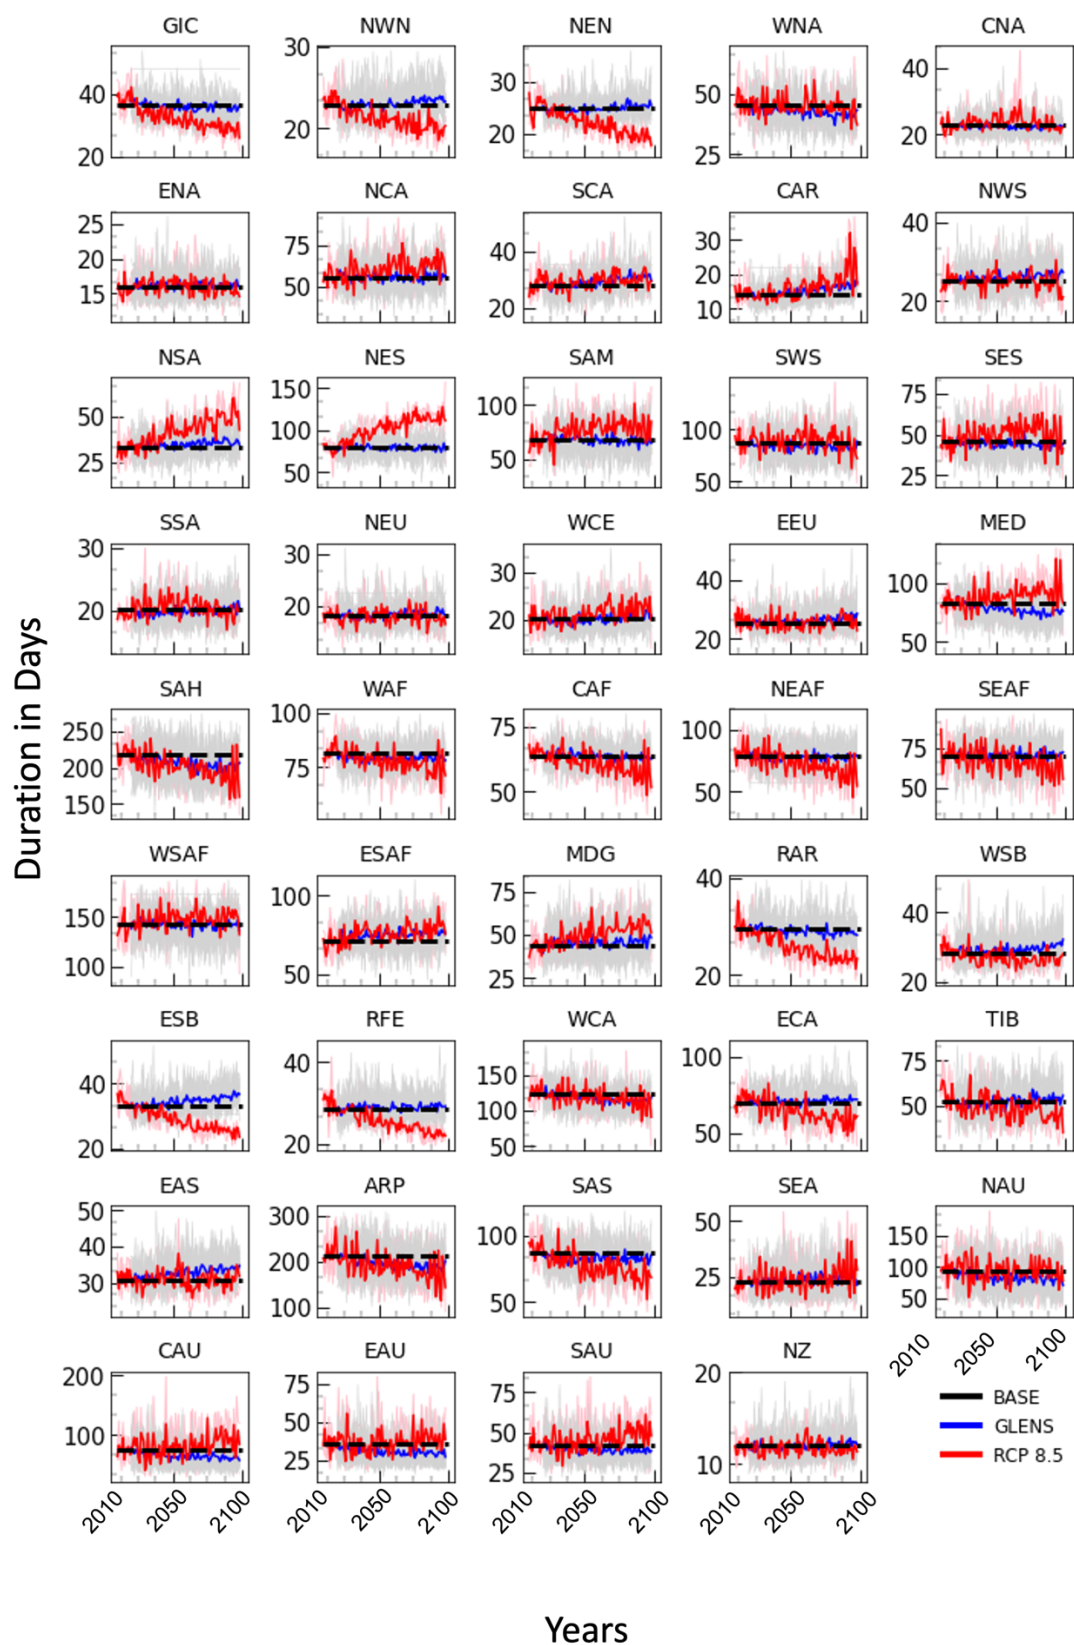 GIC NWN NEN WNA CNA
40 20
30 20
30 20
50 25
40 20
ENA NCA SCA CAR NWS
25 20 15
75 50
40 20
30 20 10
40 20
NSA NES SAM SWS SES
50 25
150 100 50
100 50
100 50
75 50 25
SSA NEU WCE EEU MED
30 20
30 20
30 20
40 20
100 50
SAH WAF CAF NEAF SEAF
250 200 150
100 75
75 50
100 50
75 50
WSAF ESAF MDG RAR WSB
150 100
100 50
75 50 25
40 20
40 20
ESB RFE WCA ECA TIB
40 20
40 20
150 100 50
100 50
75 50
EAS ARP SAS SEA NAU
50 40 30
300 200 100
100 50
50 25
150 100 50
2010 2050 2100
CAU EAU SAU NZ
200 100
75 50 25
75 50 25
20 10
BASE
GLENS
RCP 8.5
2010 2050 2100 2010 2050 2100 2010 2050 2100 2010 2050 2100
Duration in Days
Years